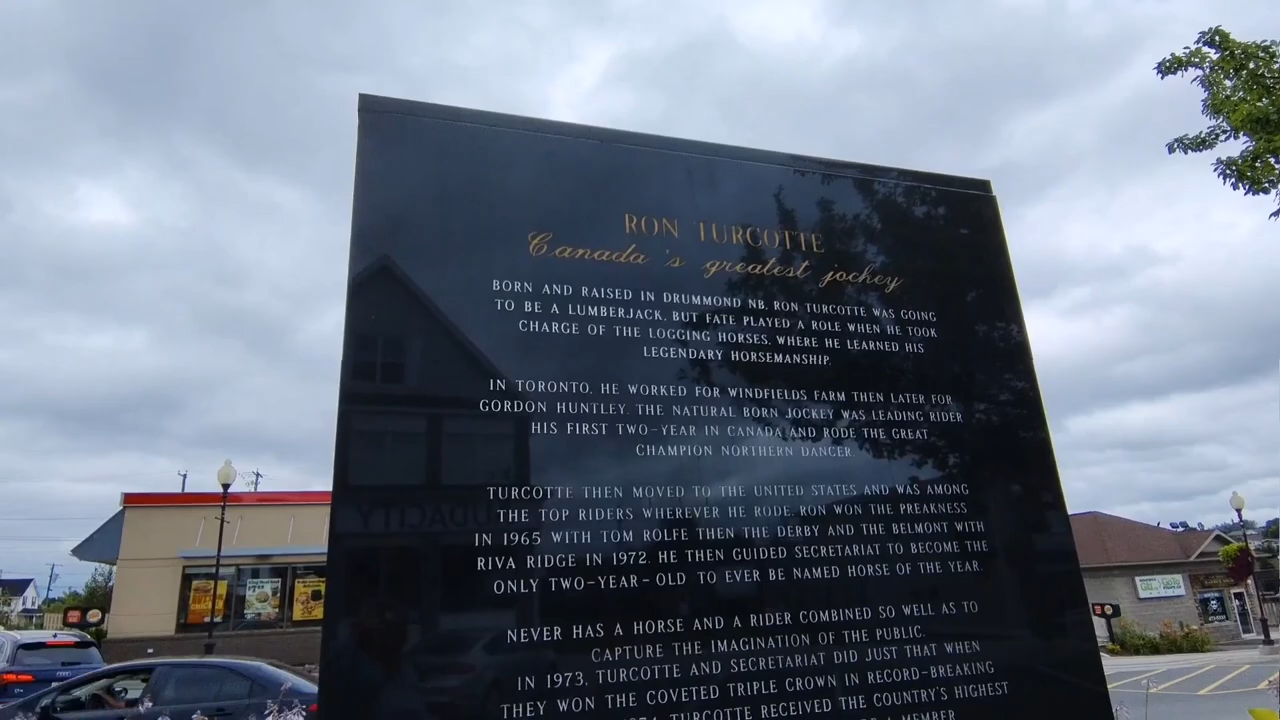 RON TURCOTTE
Canada's greatest jockey
BORN AND RAISED IN DRUMMOND NB, RON TURCOTTE WAS GOING
TO BE A LUMBERJACK, BUT FATE PLAYED A ROLE WHEN HE TOOK
CHARGE OF THE LOGGING HORSES, WHERE HE LEARNED HIS
LEGENDARY HORSEMANSHIP.
IN TORONTO, HE WORKED FOR WINDFIELDS FARM THEN LATER FOR
GORDON HUNTLEY. THE NATURAL BORN JOCKEY WAS LEADING RIDER
HIS FIRST TWO-YEAR IN CANADA AND RODE THE GREAT
CHAMPION NORTHERN DANCER.
TURCOTTE THEN MOVED TO THE UNITED STATES AND WAS AMONG
THE TOP RIDERS WHEREVER HE RODE. RON WON THE PREAKNESS
IN 1965 WITH TOM ROLFE THEN THE DERBY AND THE BELMONT WITH
RIVA RIDGE IN 1972. HE THEN GUIDED SECRETARIAT TO BECOME THE
ONLY TWO-YEAR-OLD TO EVER BE NAMED HORSE OF THE YEAR.
NEVER HAS A HORSE AND A RIDER COMBINED SO WELL AS TO
CAPTURE THE IMAGINATION OF THE PUBLIC.
IN 1973, TURCOTTE AND SECRETARIAT DID JUST THAT WHEN
THEY WON THE COVETED TRIPLE CROWN IN RECORD-BREAKING
TURCOTTE RECEIVED THE COUNTRY'S HIGHEST
A MEMBER